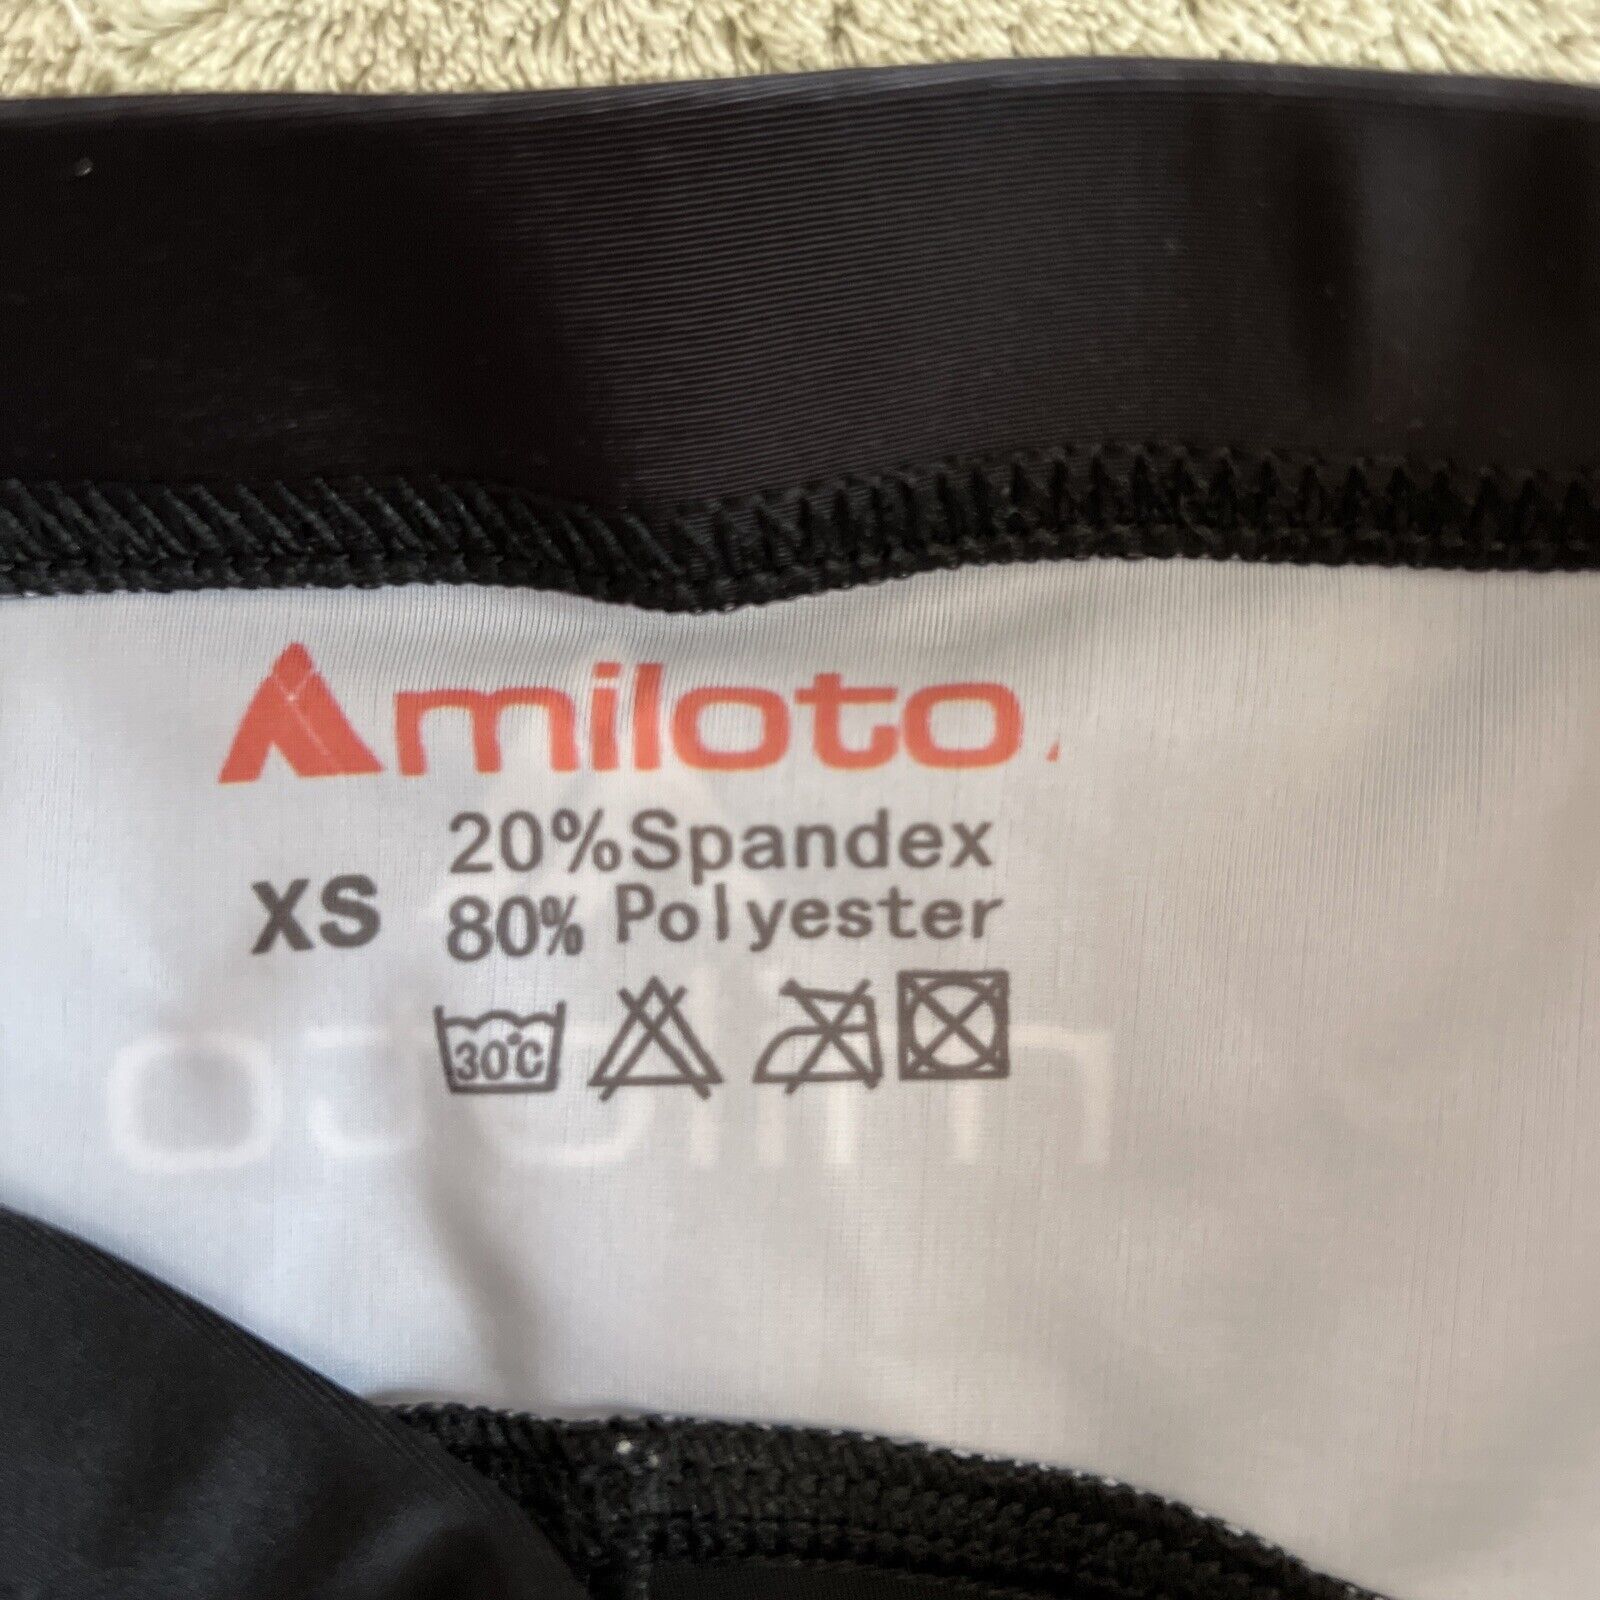 Amiloto
20%Spandex
XS
80% Polyester
30°C